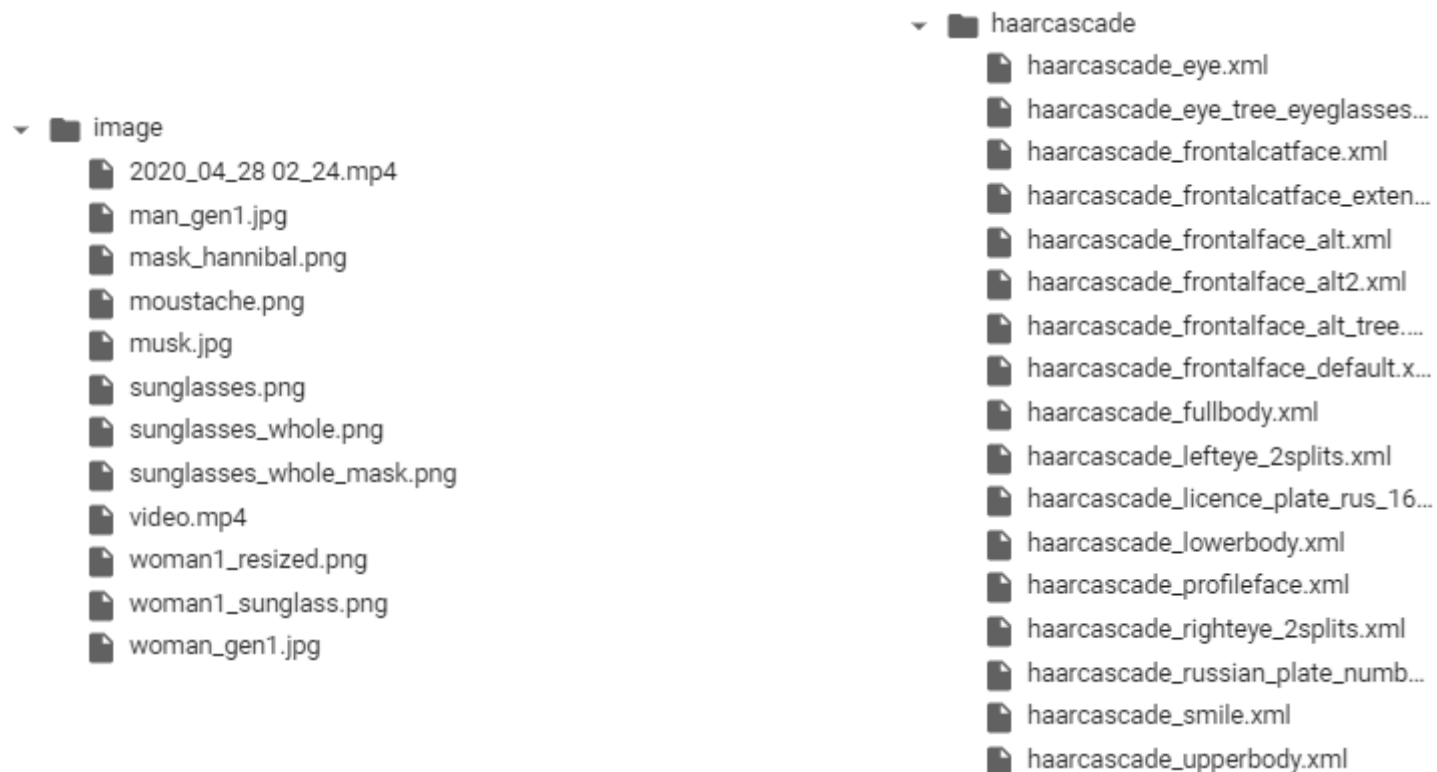 image
2020_04_28 02_24.mp4
man_gen1.jpg
mask_hannibal.png
moustache.png
musk.jpg
sunglasses.png
sunglasses_whole.png
sunglasses_whole_mask.png
video.mp4
woman1_resized.png
woman1_sunglass.png
woman_gen1.jpg
haarcascade
haarcascade_eye.xml
haarcascade_eye_tree_eyeglasses...
haarcascade_frontalcatface.xml
haarcascade_frontalcatface_exten...
haarcascade_frontalface_alt.xml
haarcascade_frontalface_alt2.xml
haarcascade_frontalface_alt_tree....
haarcascade_frontalface_default.x...
haarcascade_fullbody.xml
haarcascade_lefteye_2splits.xml
haarcascade_licence_plate_rus_16...
haarcascade_lowerbody.xml
haarcascade_profileface.xml
haarcascade_righteye_2splits.xml
haarcascade_russian_plate_numb...
haarcascade_smile.xml
haarcascade_upperbody.xml